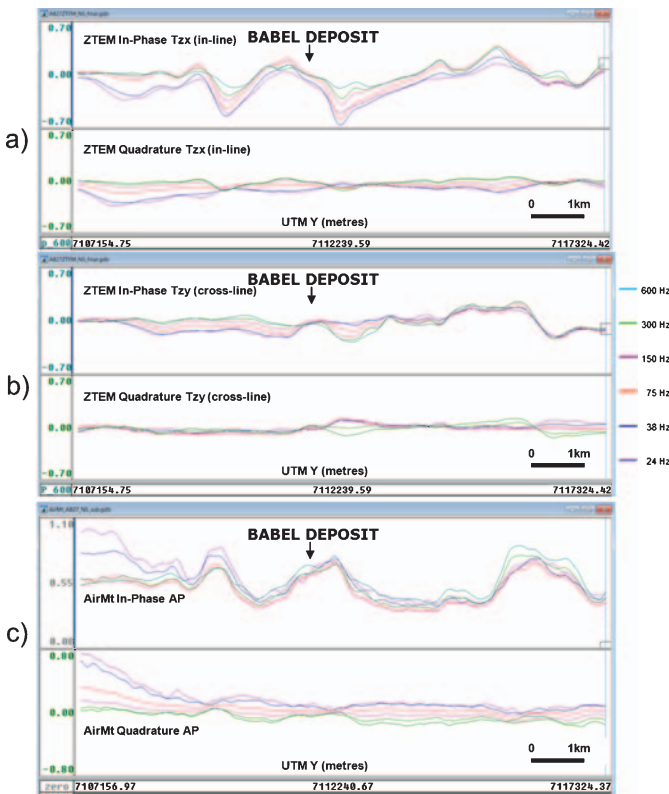 ZTEM In-Phase Tzx (in-line)
BABEL DEPOSIT
0.70
0.00
-0.70
a)
ZTEM Quadrature Tzx (in-line)
0.70
0.00
-0.70
0 1km
UTM Y (metres)
7107154.75 7112239.59 7117324.42
BABEL DEPOSIT
ZTEM In-Phase Tzy (cross-line)
0.70
0.00
-0.70
600 Hz
300 Hz
150 Hz
75 Hz
38 Hz
24 Hz
b)
ZTEM Quadrature Tzy (cross-line)
0.70
0.00
-0.70
0 1km
UTM Y (metres)
P_600 7107154.75 7112239.59 7117324.42
1.10
BABEL DEPOSIT
0.55
AirMt In-Phase AP
0.00
c)
0.80
0.00
AirMt Quadrature AP
-0.80
0 1km
UTM Y (metres)
zero 7107156.97 7112240.67 7117324.37